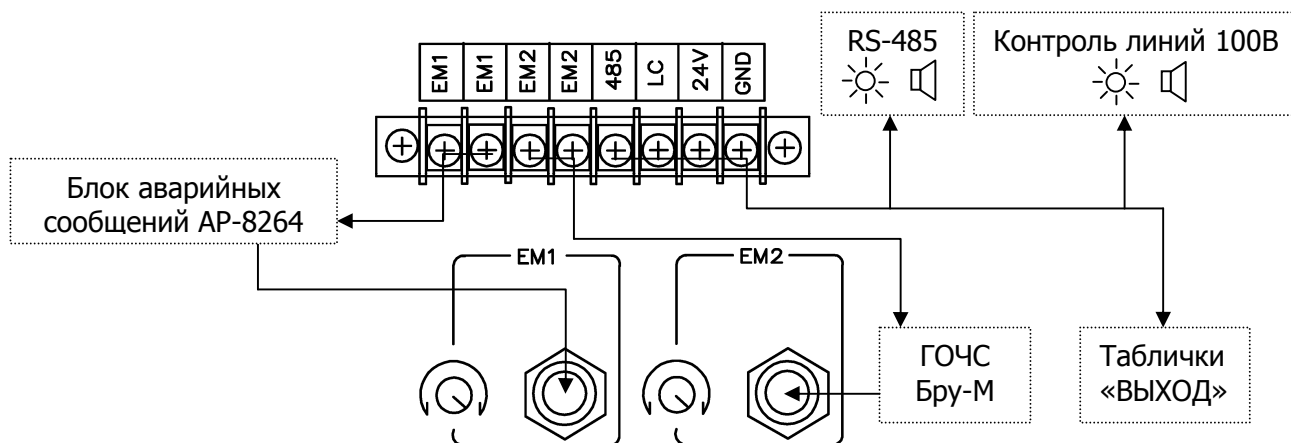 RS-485
Контроль линий 100В
EM1
EM1
EM2
EM2
485
LC
24V
GND
Блок аварийных
сообщений АР-8264
EM1
EM2
ГОЧС
Бру-М
Таблички
«ВЫХОД»